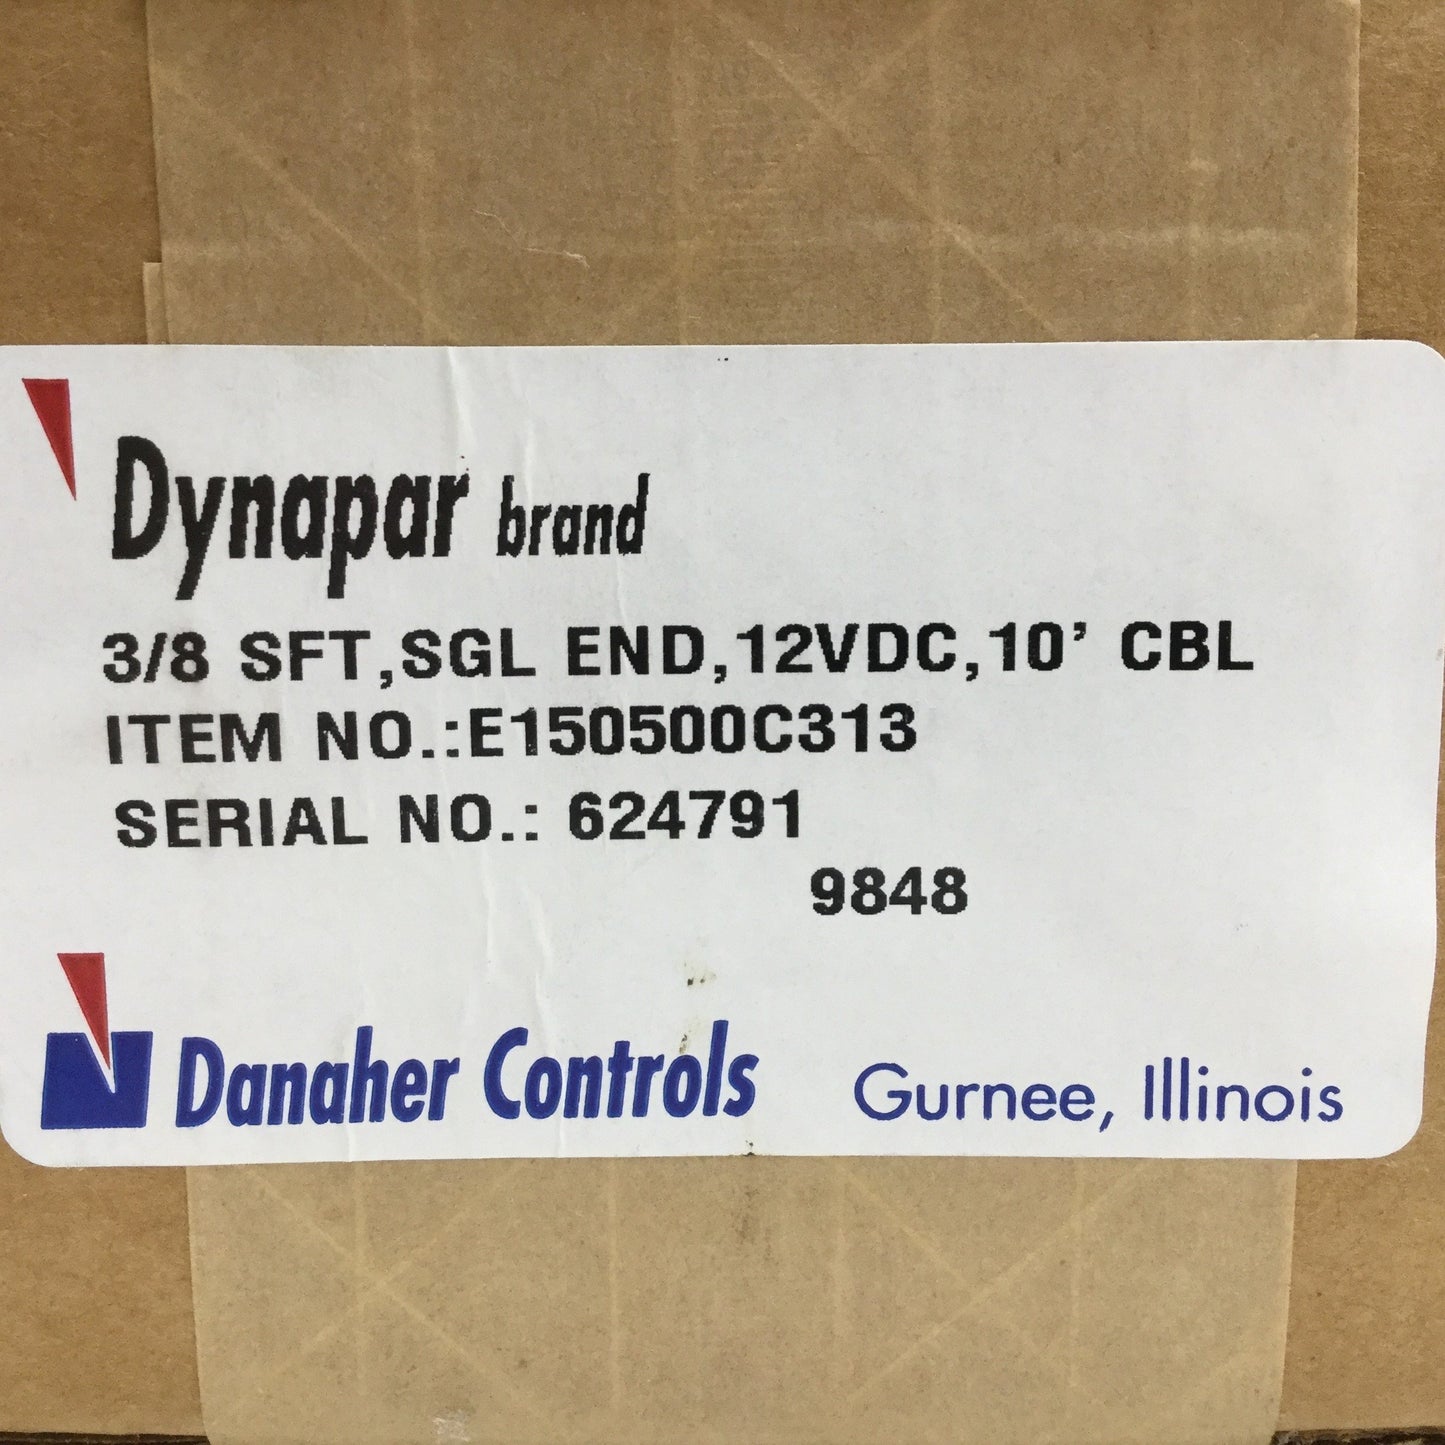 Dynapar brand
3/8 SFT,SGL END,12VDC,10' CBL
ITEM NO.:E150500C313
SERIAL NO.: 624791
9848
Danaher Controls Gurnee, Illinois